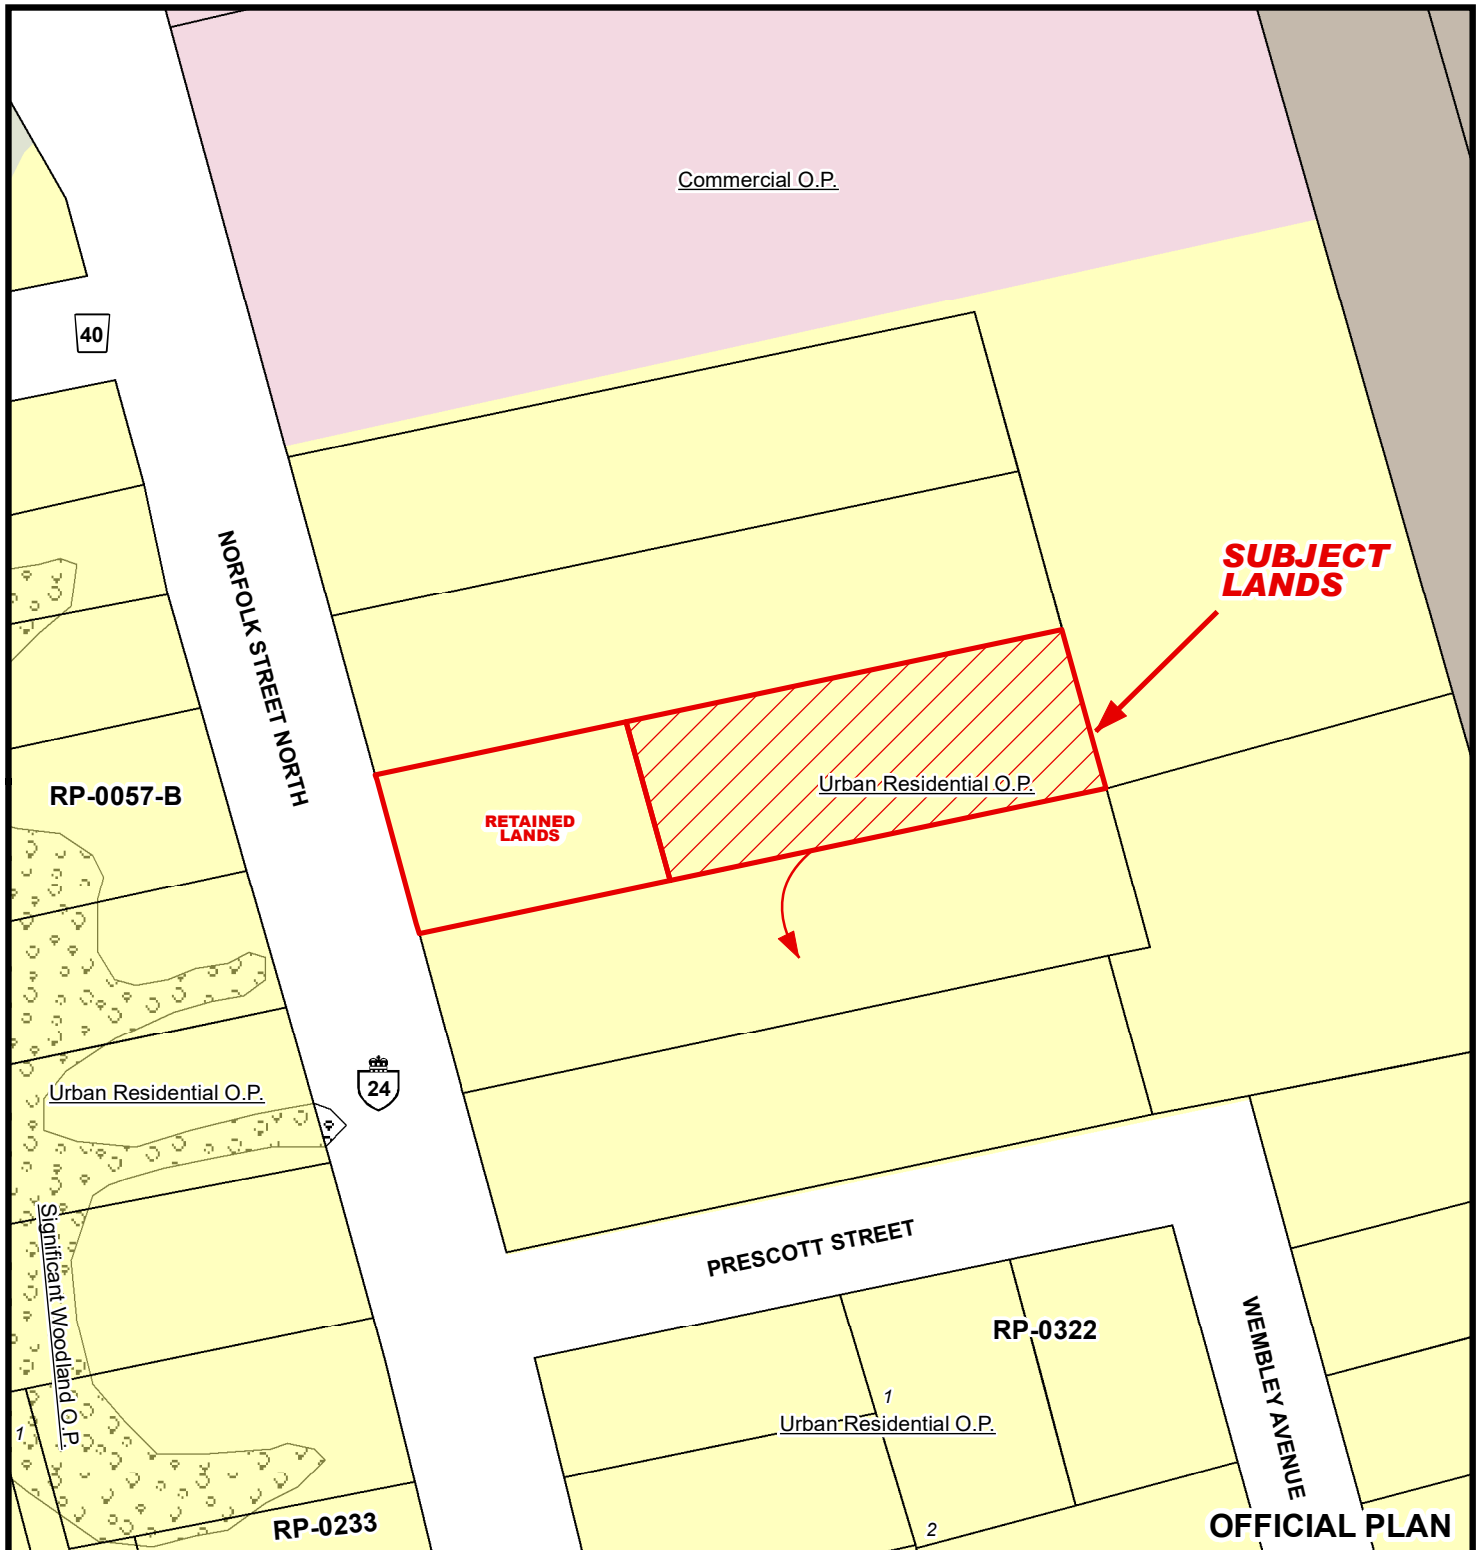 Commercial O.P.
40
NORFOLK STREET NORTH
SUBJECT
LANDS
Urban Residential O.P.
RP-0057-B
RETAINED
LANDS
24
Urban Residential O.P.
Significant Woodland O.P.
PRESCOTT STREET
WEMBLEY AVENUE
RP-0322
1
Urban Residential O.P.
1
RP-0233
2
OFFICIAL PLAN